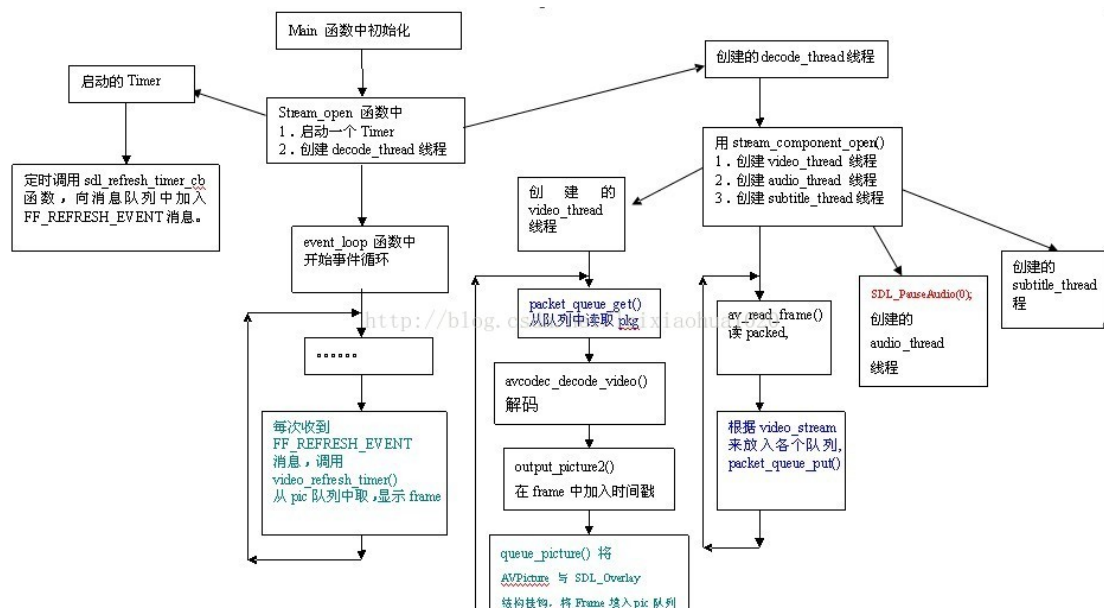 Main 函数中初始化
启动的 Timer
Stream_open 函数中
1．启动一个 Timer
2．创建 decode_thread 线程
创建的 decode_thread 线程
定时调用 sdl_refresh_timer_cb
函数，向消息队列中加入
FF_REFRESH_EVENT 消息。
用 stream_component_open()
1．创建 video_thread 线程
2．创建 audio_thread 线程
3．创建 subtitle_thread 线程
创建的
video_thread
线程
event_loop 函数中
开始事件循环
创建的
subtitle_thread
程
SDL_PauseAudio(0);
创建的
audio_thread
线程
packet_queue_get()
从队列中读取 pkg
av_read_frame()
读 packed,
http://blog.cs
。。。。。。
avcodec_decode_video()
解码
每次收到
FF_REFRESH_EVENT
消息，调用
video_refresh_timer()
从 pic 队列中取，显示 frame
根据 video_stream
来放入各个队列,
packet_queue_put()
output_picture2()
在 frame 中加入时间戳
queue_picture() 将
AVPicture 与 SDL_Overlay
结构挂钩，将 Frame 填入 pic 队列